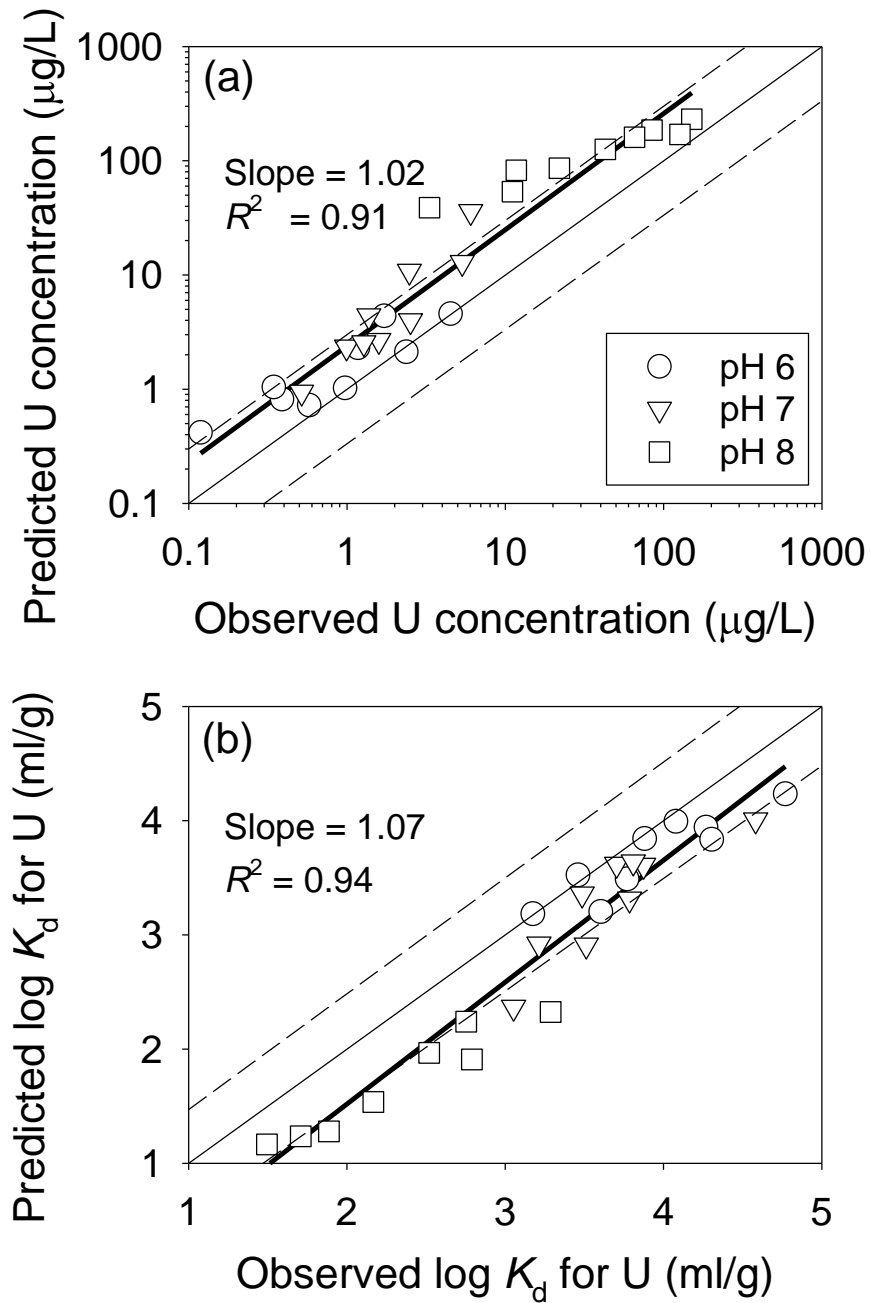 Predicted U concentration (μg/L)
1000
100
10
1
0.1
(a)
Slope = 1.02
R² = 0.91
pH 6
pH 7
pH 8
0.1 1 10 100 1000
Observed U concentration (μg/L)
Predicted log Kd for U (ml/g)
5
4
3
2
1
(b)
Slope = 1.07
R² = 0.94
1 2 3 4 5
Observed log Kd for U (ml/g)